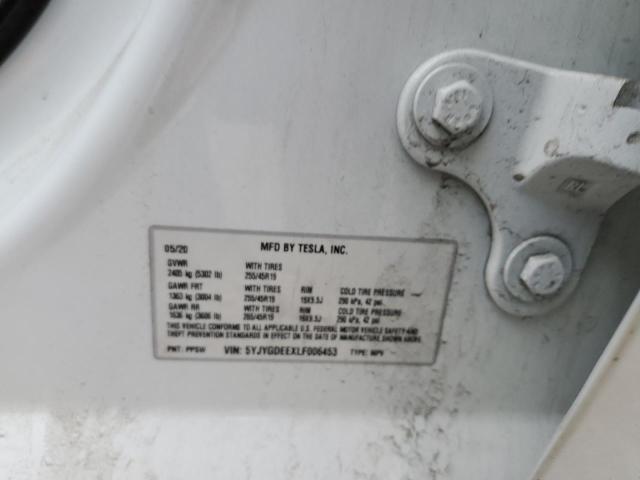 05/20 MFD BY TESLA, INC.
GVWR WITH TIRES
2405 kg (5302 lb) 255/45R19
GAWR FRT WITH TIRES RIM COLD TIRE PRESSURE
1363 kg (3004 lb) 255/45R19 19X9.5J 290 kPa, 42 psi
GAWR RR WITH TIRES RIM COLD TIRE PRESSURE
1636 kg (3606 lb) 255/45R19 19X9.5J 290 kPa, 42 psi
THIS VEHICLE CONFORMS TO ALL APPLICABLE U.S. FEDERAL MOTOR VEHICLE SAFETY AND
THEFT PREVENTION STANDARDS IN EFFECT ON THE DATE OF MANUFACTURE SHOWN ABOVE.
PNT: PPSW VIN: 5YJYGDEEXLF006453 TYPE: MPV